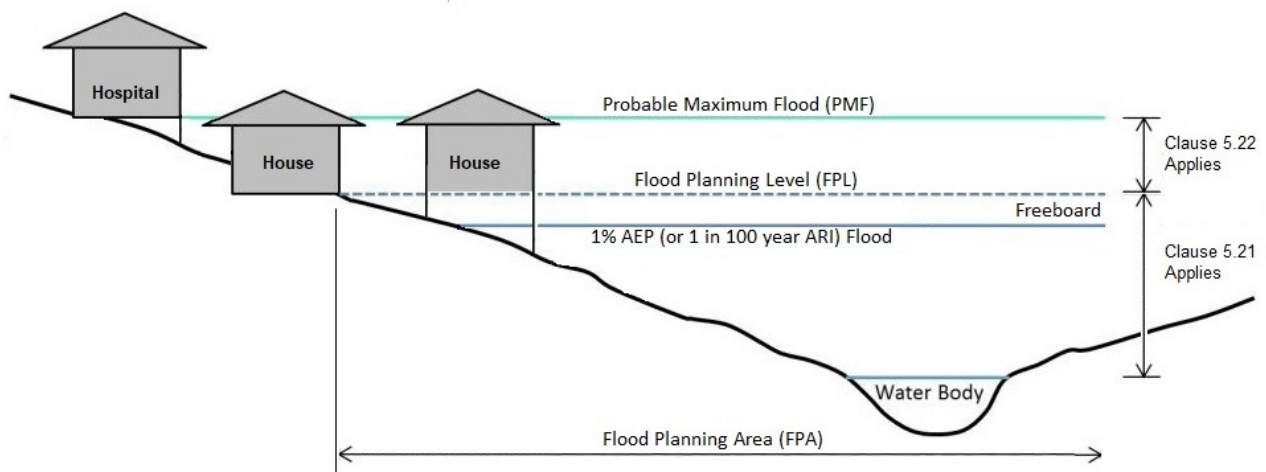 Hospital
Probable Maximum Flood (PMF)
House
House
Clause 5.22
Applies
Flood Planning Level (FPL)
Freeboard
1% AEP (or 1 in 100 year ARI) Flood
Clause 5.21
Applies
Water Body
Flood Planning Area (FPA)